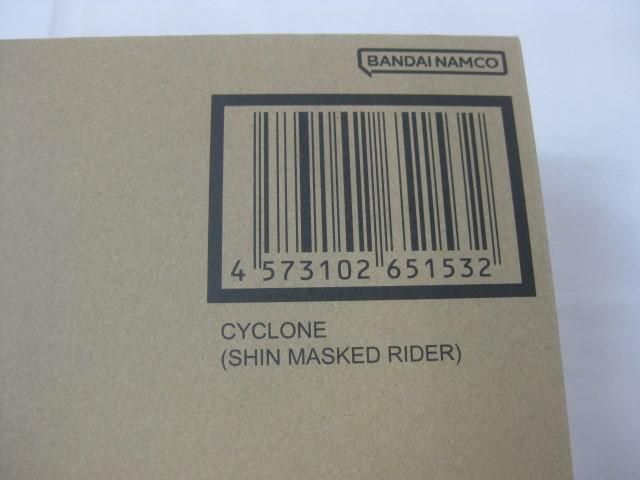 BANDAI NAMCO
4 573102 651532
CYCLONE
(SHIN MASKED RIDER)